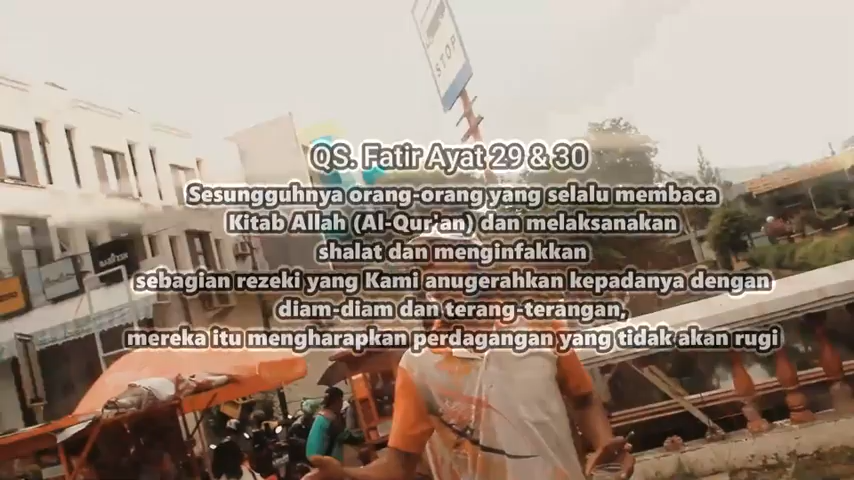 STOP
QS. Fatir Ayat 29 & 30
Sesungguhnya orang-orang yang selalu membaca
Kitab Allah (Al-Qur'an) dan melaksanakan
shalat dan menginfakkan
sebagian rezeki yang Kami anugerahkan kepadanya dengan
diam-diam dan terang-terangan,
mereka itu mengharapkan perdagangan yang tidak akan rugi